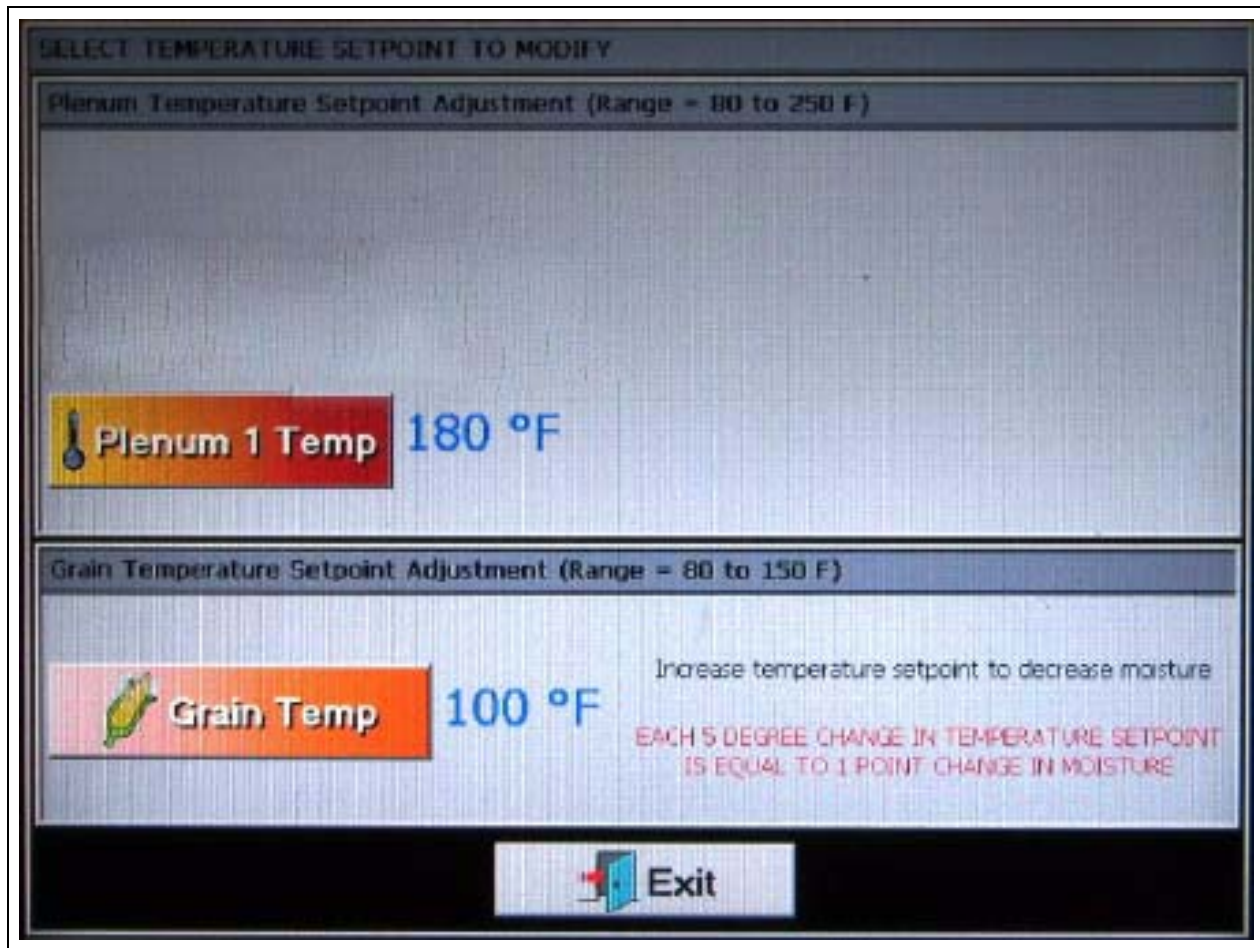 SELECT TEMPERATURE SETPOINT TO MODIFY
Plenum Temperature Setpoint Adjustment (Range = 80 to 250 F)
Plenum 1 Temp 180 °F
Grain Temperature Setpoint Adjustment (Range = 80 to 150 F)
Increase temperature setpoint to decrease moisture
Grain Temp 100 °F
EACH 5 DEGREE CHANGE IN TEMPERATURE SETPOINT
IS EQUAL TO 1 POINT CHANGE IN MOISTURE
Exit